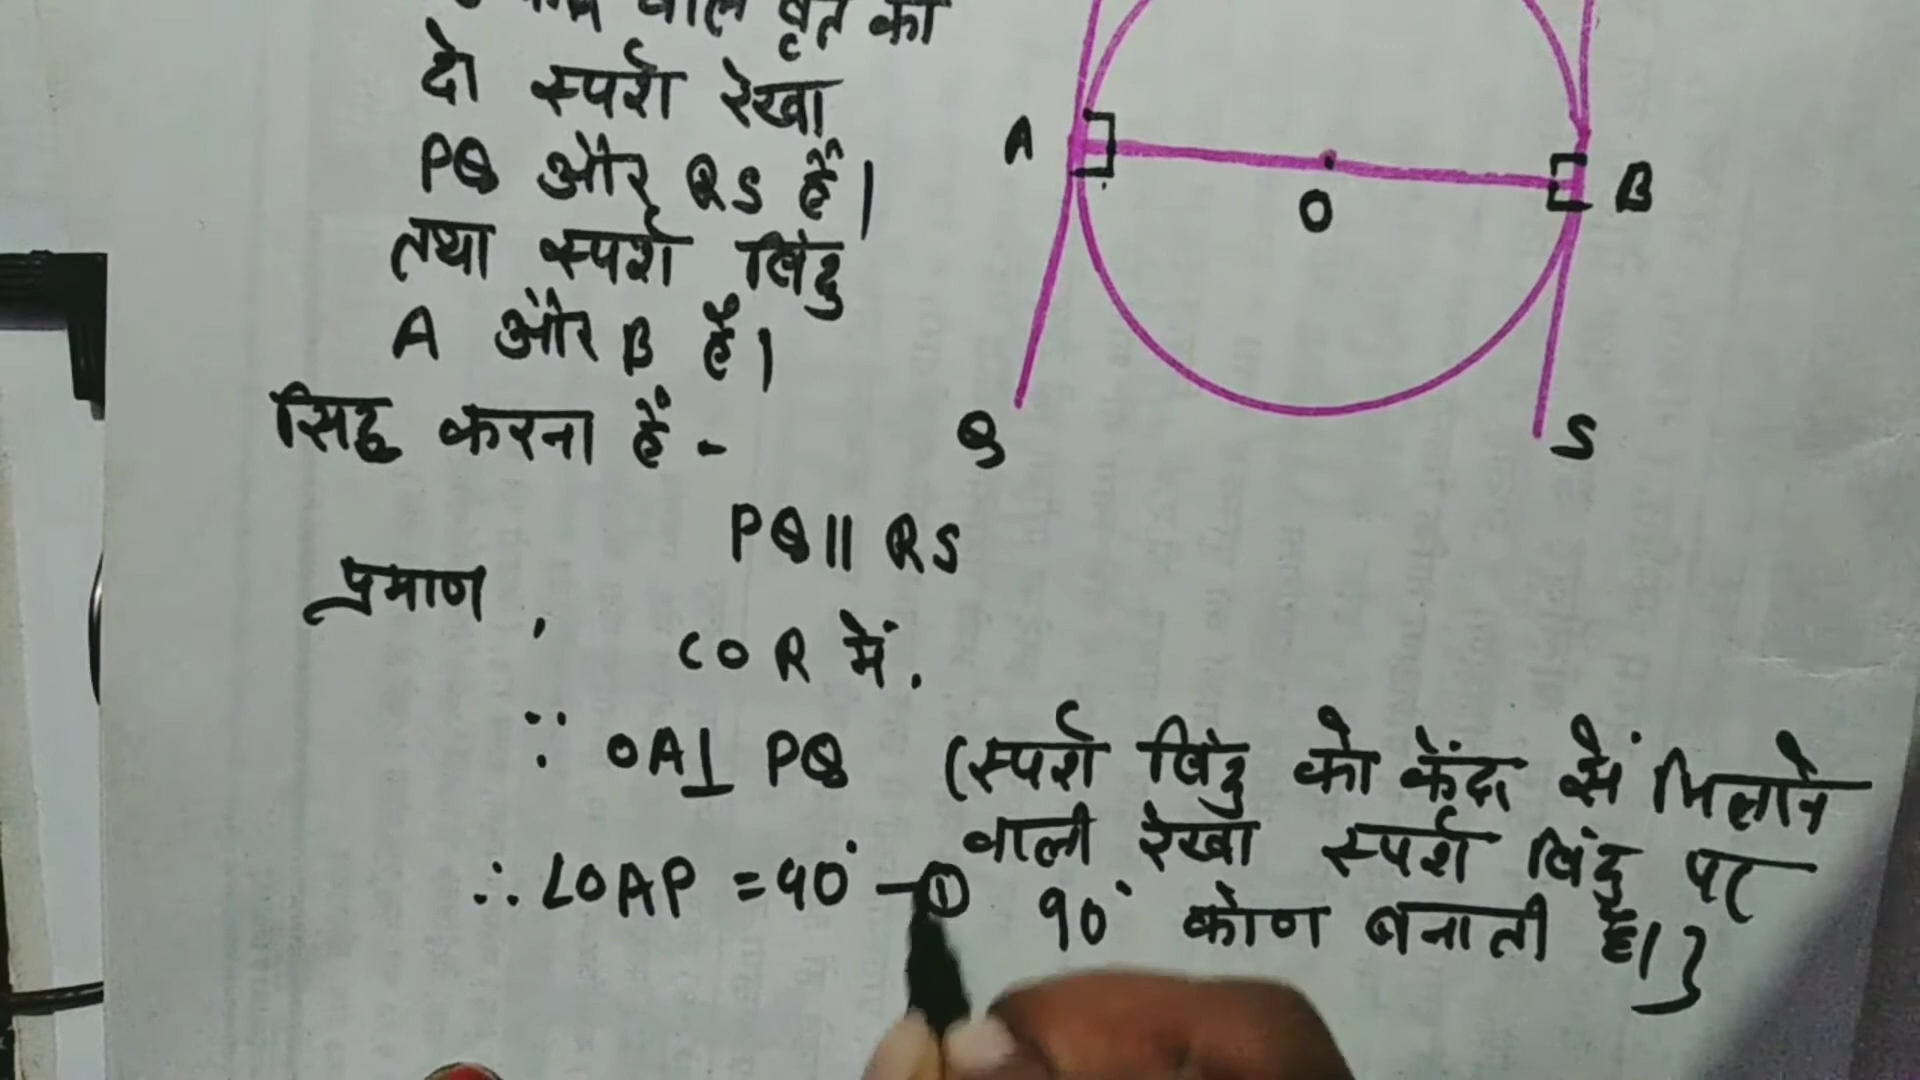 वाले वृत की
दो स्पर्श रेखा
PQ और RS हैं।
तथा स्पर्श बिंदु
A और B हैं।
सिद्ध करना हैं -
PQ || RS
प्रमाण,
C O R में.
∵ OA⊥ PQ (स्पर्श बिंदु को केंद्र सें मिलाने
वाली रेखा स्पर्श बिंदु पर
∴ ∠OAP = 90° —①
90° कोण बनाती है।}
A
O
B
Q
S